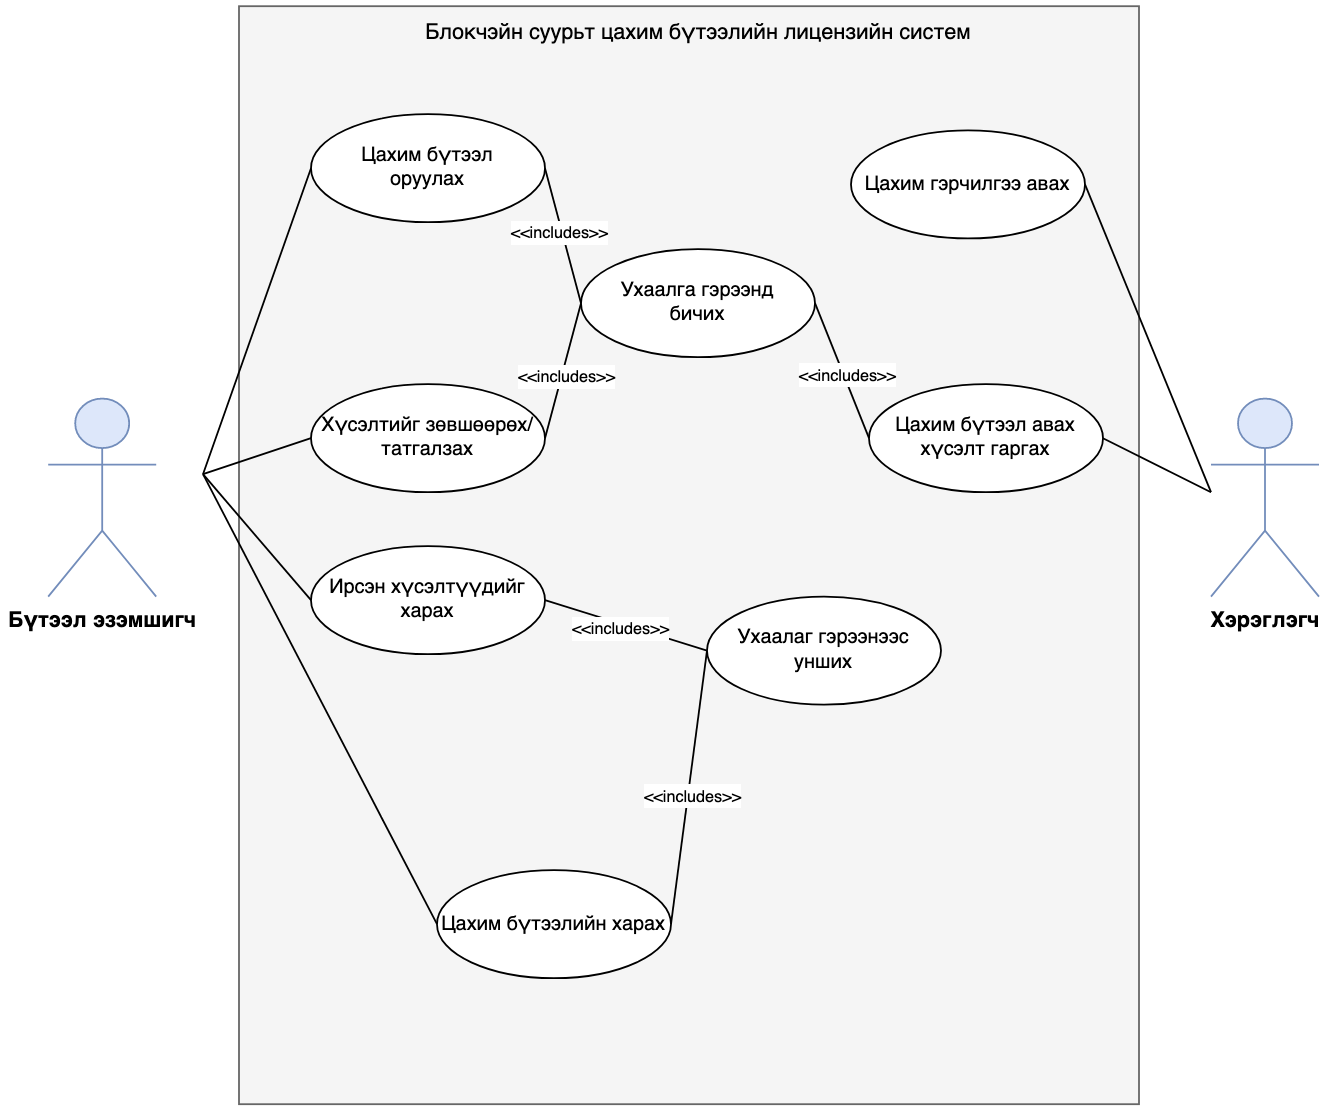 Блокчэйн суурьт цахим бүтээлийн лицензийн систем
Цахим бүтээл
оруулах
Цахим гэрчилгээ авах
<<includes>>
Ухаалга гэрээнд
бичих
<<includes>>
<<includes>>
Хүсэлтийг зөвшөөрөх/
татгалзах
Цахим бүтээл авах
хүсэлт гаргах
Ирсэн хүсэлтүүдийг
харах
<<includes>>
Ухаалаг гэрээнээс
унших
Бүтээл эзэмшигч
Хэрэглэгч
<<includes>>
Цахим бүтээлийн харах